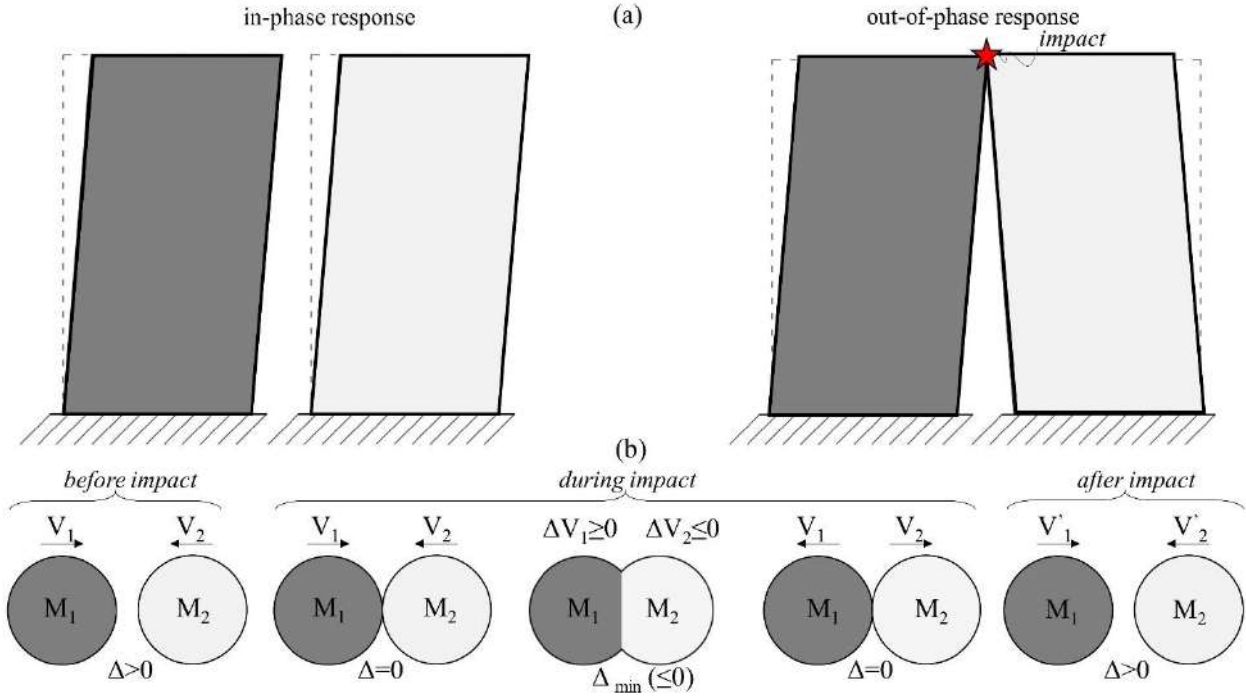 in-phase response
(a)
out-of-phase response
impact
(b)
before impact
during impact
after impact
V₁ V₂
V₁ V₂
ΔV₁≥0 ΔV₂≤0
V₁ V₂
V`₁ V`₂
M₁ M₂
M₁ M₂
M₁ M₂
M₁ M₂
M₁ M₂
Δ>0
Δ=0
Δ min (≤0)
Δ=0
Δ>0